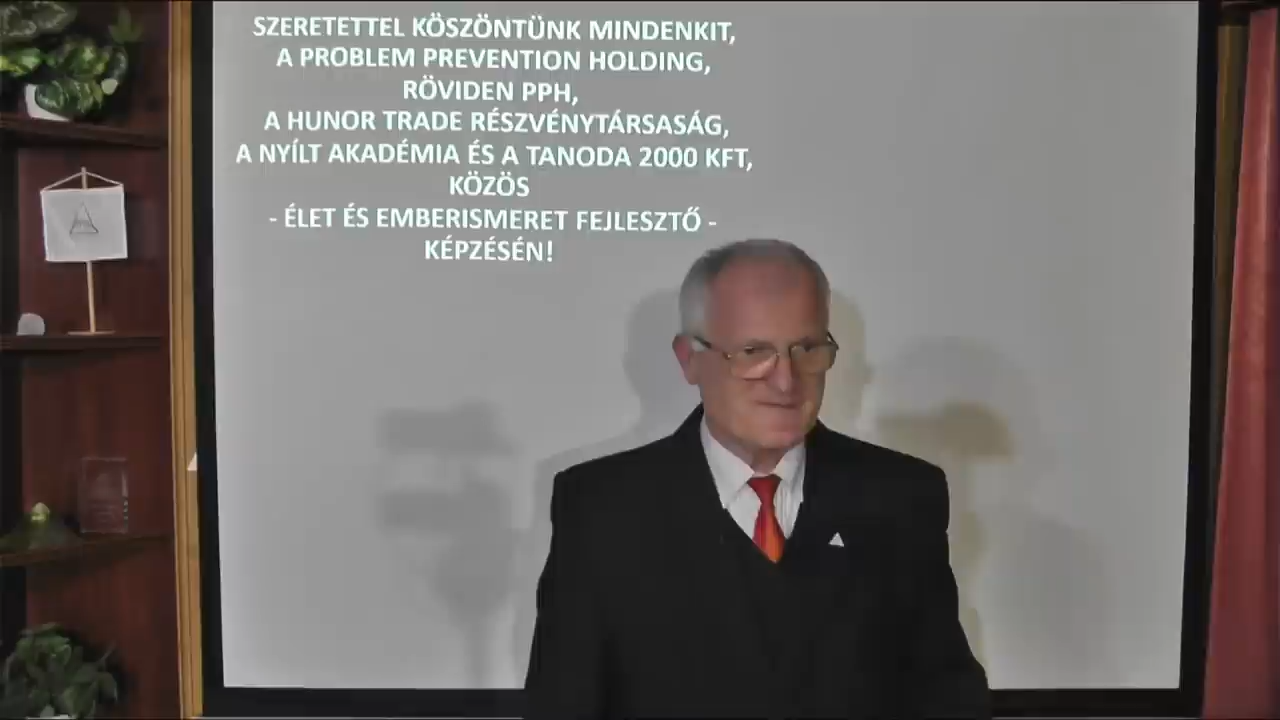 SZERETETTEL KÖSZÖNTÜNK MINDENKIT,
A PROBLEM PREVENTION HOLDING,
RÖVIDEN PPH,
A HUNOR TRADE RÉSZVÉNYTÁRSASÁG,
A NYÍLT AKADÉMIA ÉS A TANODA 2000 KFT,
KÖZÖS
- ÉLET ÉS EMBERISMERET FEJLESZTŐ -
KÉPZÉSÉN!